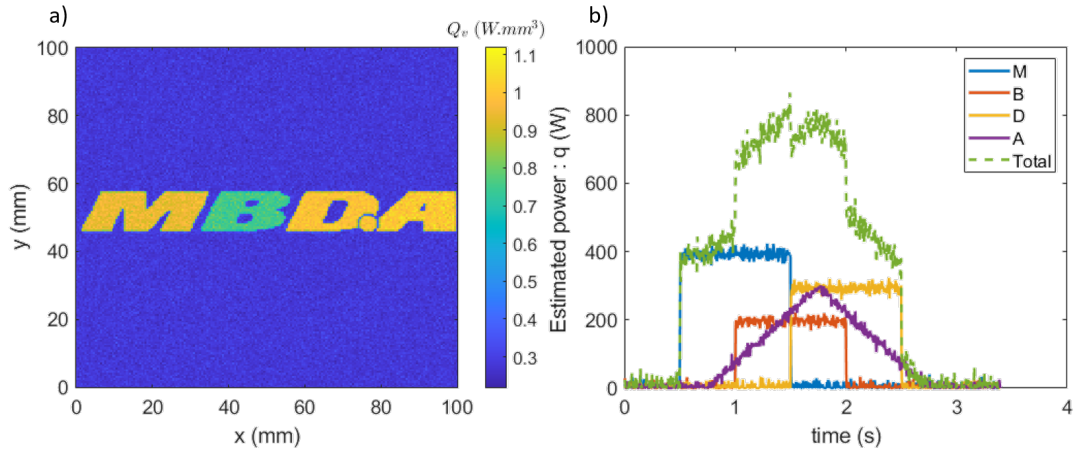 a)
Q_v (W.mm^3)
100
80
60
40
20
0
y (mm)
MBD.A
0
20
40
60
80
100
x (mm)
1.1
1
0.9
0.8
0.7
0.6
0.5
0.4
0.3
b)
1000
800
600
400
200
0
Estimated power : q (W)
M
B
D
A
Total
0
1
2
3
4
time (s)